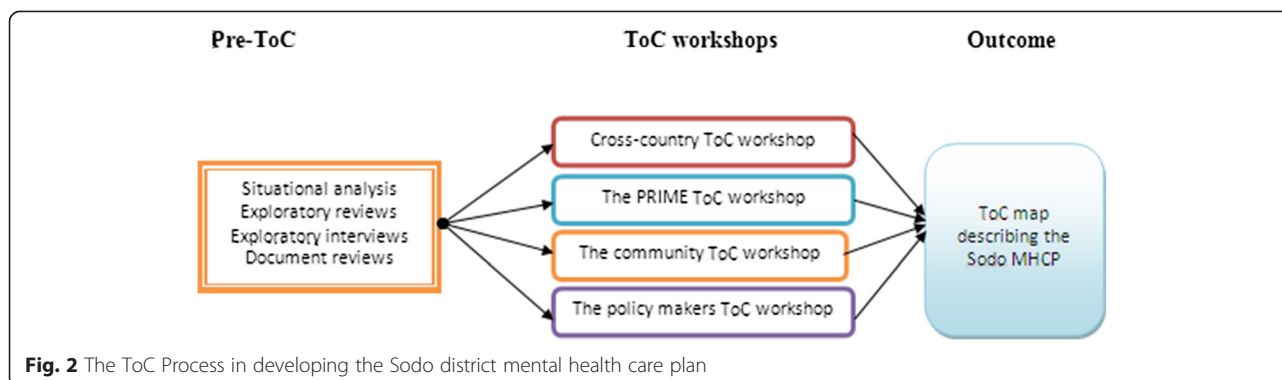 Pre-ToC
ToC workshops
Outcome
Situational analysis
Exploratory reviews
Exploratory interviews
Document reviews
Cross-country ToC workshop
The PRIME ToC workshop
The community ToC workshop
The policy makers ToC workshop
ToC map
describing the
Sodo MHCP
Fig. 2 The ToC Process in developing the Sodo district mental health care plan